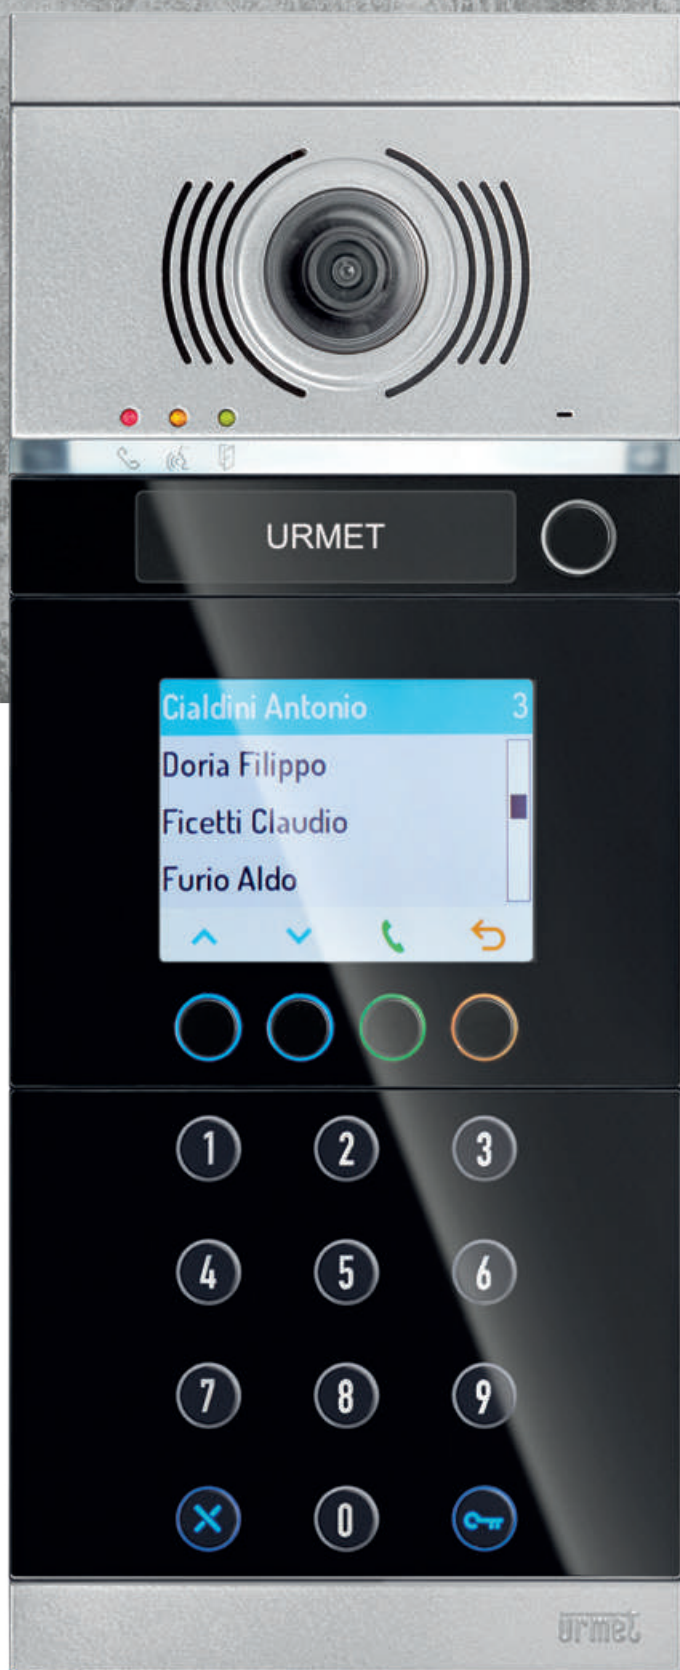 URMET
Cialdini Antonio 3
Doria Filippo
Ficetti Claudio
Furio Aldo
1 2 3
4 5 6
7 8 9
0
urmet